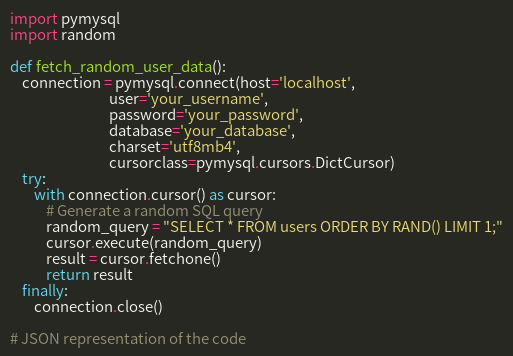 import pymysql
import random

def fetch_random_user_data():
    connection = pymysql.connect(host='localhost',
                                 user='your_username',
                                 password='your_password',
                                 database='your_database',
                                 charset='utf8mb4',
                                 cursorclass=pymysql.cursors.DictCursor)
    try:
        with connection.cursor() as cursor:
            # Generate a random SQL query
            random_query = "SELECT * FROM users ORDER BY RAND() LIMIT 1;"
            cursor.execute(random_query)
            result = cursor.fetchone()
            return result
    finally:
        connection.close()

# JSON representation of the code